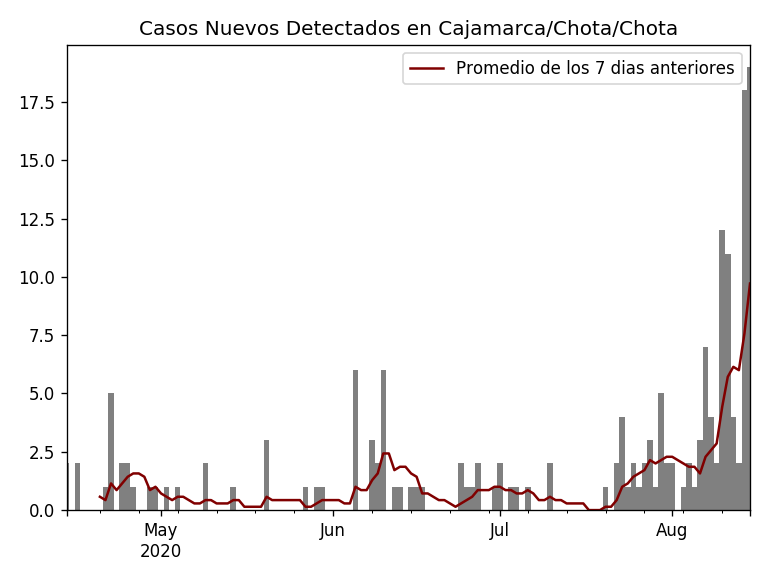 Casos Nuevos Detectados en Cajamarca/Chota/Chota
Promedio de los 7 dias anteriores
17.5
15.0
12.5
10.0
7.5
5.0
2.5
0.0
May
2020
Jun
Jul
Aug